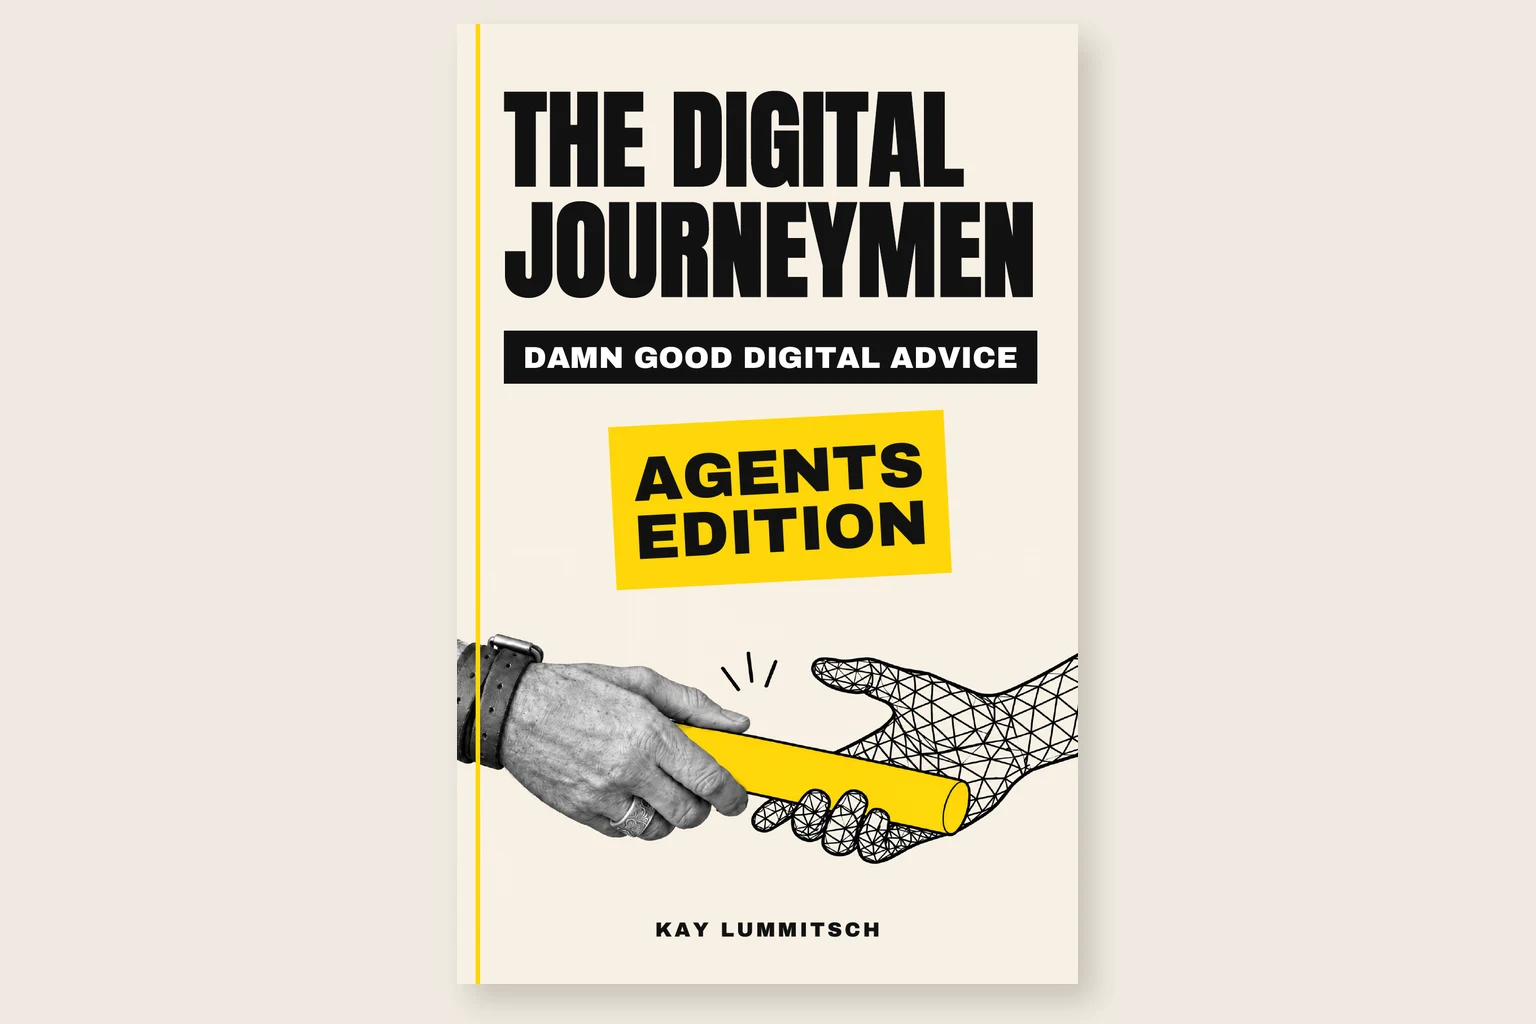 THE DIGITAL
JOURNEYMEN
DAMN GOOD DIGITAL ADVICE
AGENTS
EDITION
KAY LUMMITSCH